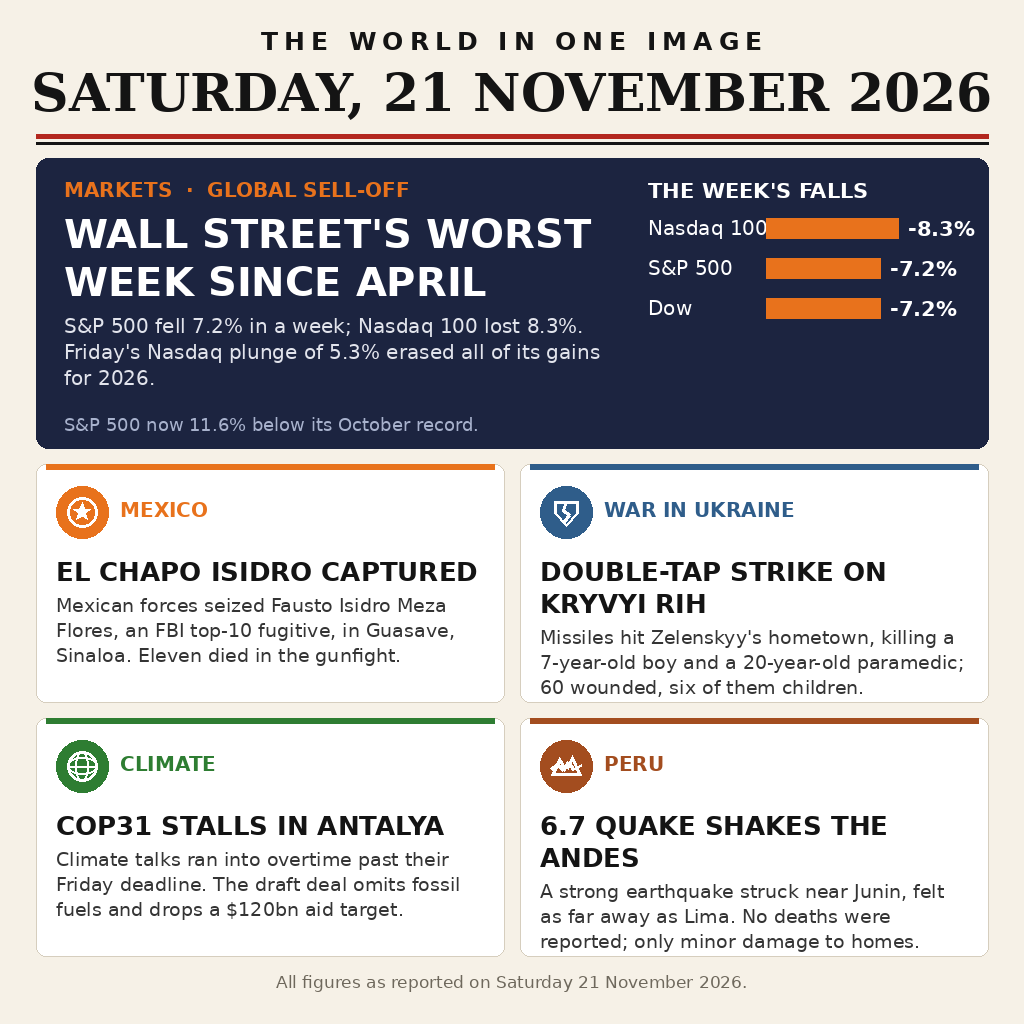 THE WORLD IN ONE IMAGE
SATURDAY, 21 NOVEMBER 2026
MARKETS · GLOBAL SELL-OFF
WALL STREET'S WORST
WEEK SINCE APRIL
S&P 500 fell 7.2% in a week; Nasdaq 100 lost 8.3%.
Friday's Nasdaq plunge of 5.3% erased all of its gains
for 2026.
S&P 500 now 11.6% below its October record.
THE WEEK'S FALLS
Nasdaq 100 -8.3%
S&P 500 -7.2%
Dow -7.2%
MEXICO
EL CHAPO ISIDRO CAPTURED
Mexican forces seized Fausto Isidro Meza
Flores, an FBI top-10 fugitive, in Guasave,
Sinaloa. Eleven died in the gunfight.
WAR IN UKRAINE
DOUBLE-TAP STRIKE ON
KRYVYI RIH
Missiles hit Zelenskyy's hometown, killing a
7-year-old boy and a 20-year-old paramedic;
60 wounded, six of them children.
CLIMATE
COP31 STALLS IN ANTALYA
Climate talks ran into overtime past their
Friday deadline. The draft deal omits fossil
fuels and drops a $120bn aid target.
PERU
6.7 QUAKE SHAKES THE
ANDES
A strong earthquake struck near Junin, felt
as far away as Lima. No deaths were
reported; only minor damage to homes.
All figures as reported on Saturday 21 November 2026.